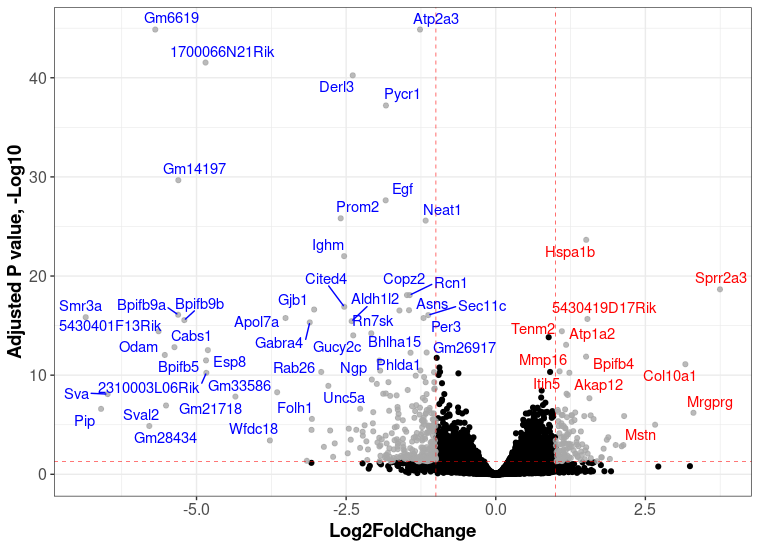 Gm6619
Atp2a3
1700066N21Rik
Derl3
Pycr1
40
Gm14197
30
Egf
Prom2
Neat1
Ighm
Hspa1b
Cited4
Copz2
Rcn1
Sprr2a3
20
Smr3a
Bpifb9a
Bpifb9b
Gjb1
Aldh1l2
Asns
Sec11c
5430419D17Rik
5430401F13Rik
Apol7a
Rn7sk
Per3
Tenm2
Atp1a2
Odam
Cabs1
Gabra4
Gucy2c
Bhlha15
Gm26917
Bpifb5
Esp8
Rab26
Ngp
Phlda1
Mmp16
Bpifb4
Col10a1
10
Sva
2310003L06Rik
Gm33586
Unc5a
Itih5
Akap12
Pip
Sval2
Gm21718
Folh1
Mrgprg
Gm28434
Wfdc18
Mstn
0
-5.0
-2.5
0.0
2.5
Log2FoldChange
Adjusted P value, -Log10